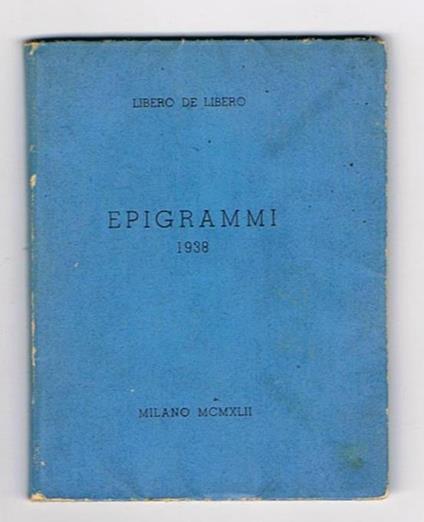 LIBERO DE LIBERO
EPIGRAMMI
1938
MILANO MCMXLII